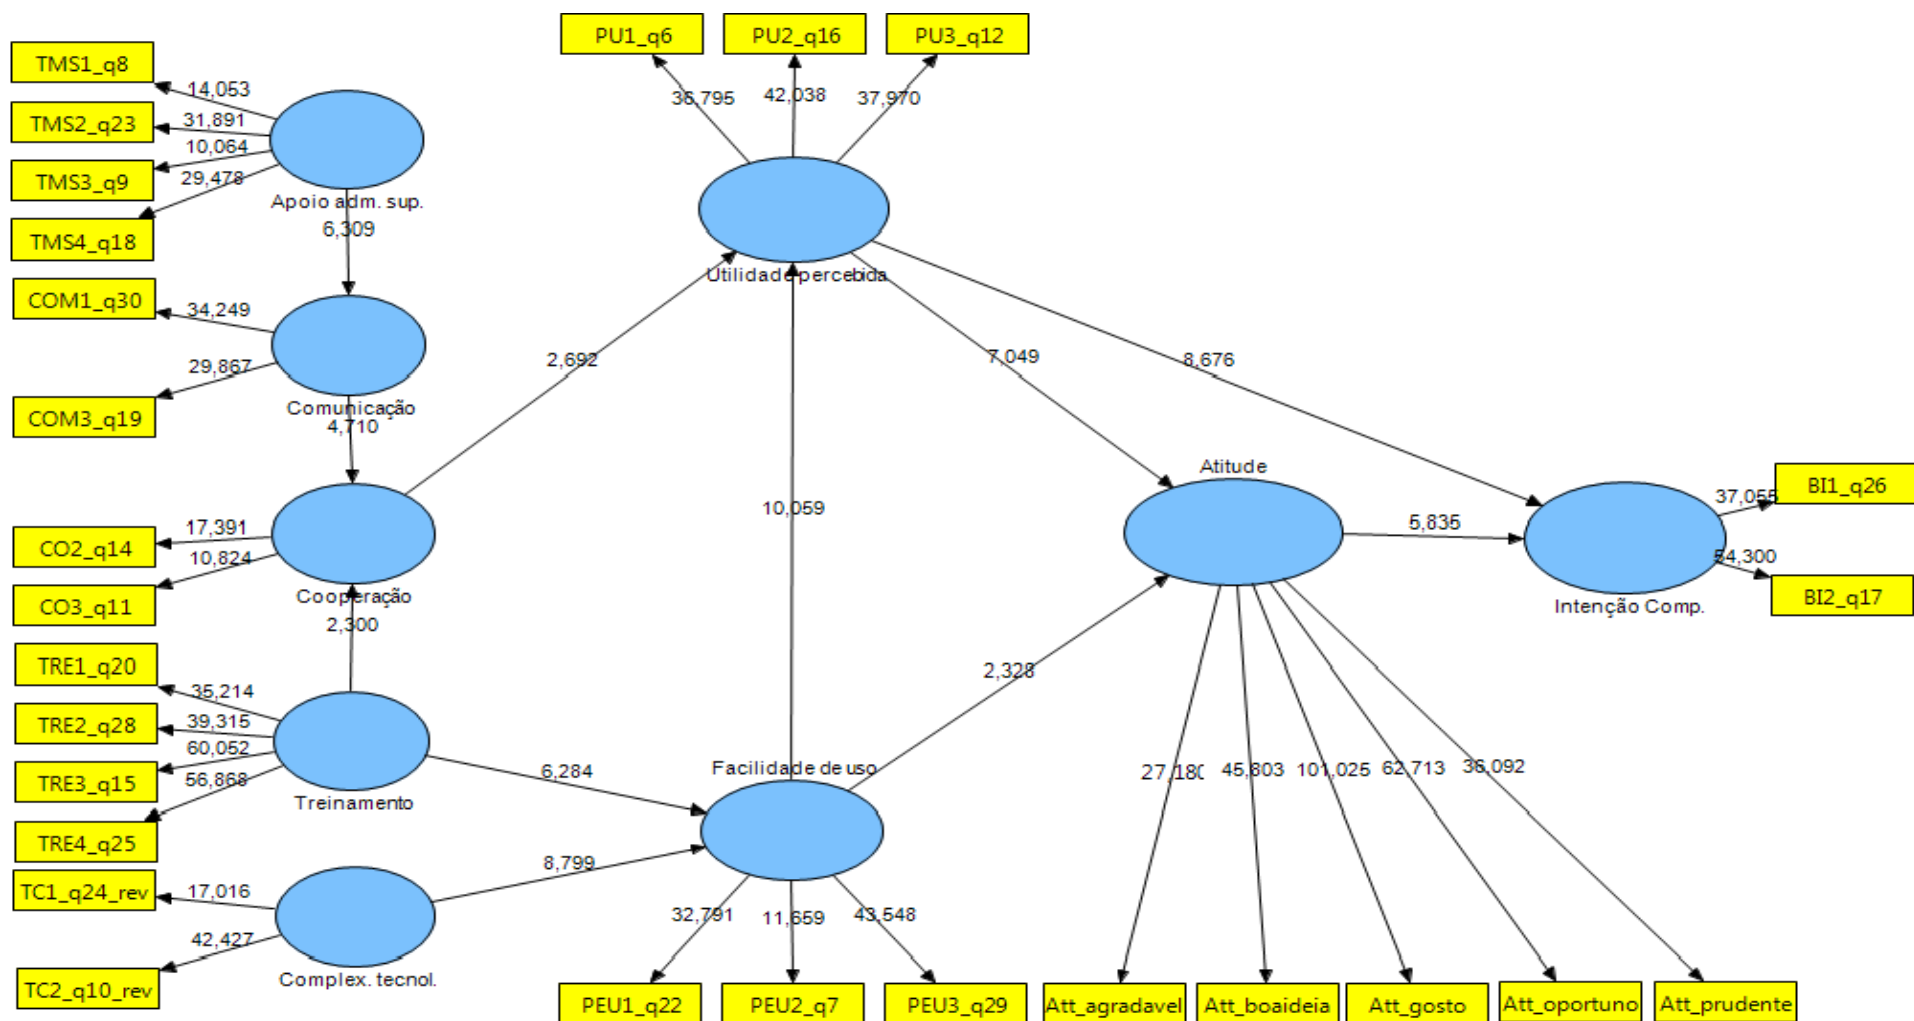 PU1_q6
PU2_q16
PU3_q12
TMS1_q8
14,053
TMS2_q23
31,891
10,064
TMS3_q9
29,478
TMS4_q18
Apoio adm. sup.
6,309
36,795
42,038
37,970
Utilidade percebida
COM1_q30
34,249
29,867
COM3_q19
Comunicação
4,710
2,692
7,049
8,676
CO2_q14
17,391
10,824
CO3_q11
Cooperação
2,300
10,059
Atitude
5,835
BI1_q26
37,055
54,300
BI2_q17
Intenção Comp.
TRE1_q20
35,214
TRE2_q28
39,315
60,052
TRE3_q15
56,868
TRE4_q25
Treinamento
6,284
2,328
Facilidade de uso
27,180
45,803
101,025
62,713
36,092
TC1_q24_rev
17,016
42,427
TC2_q10_rev
Complex. tecnol.
8,799
32,791
11,659
43,548
PEU1_q22
PEU2_q7
PEU3_q29
Att_agradavel
Att_boaideia
Att_gosto
Att_oportuno
Att_prudente